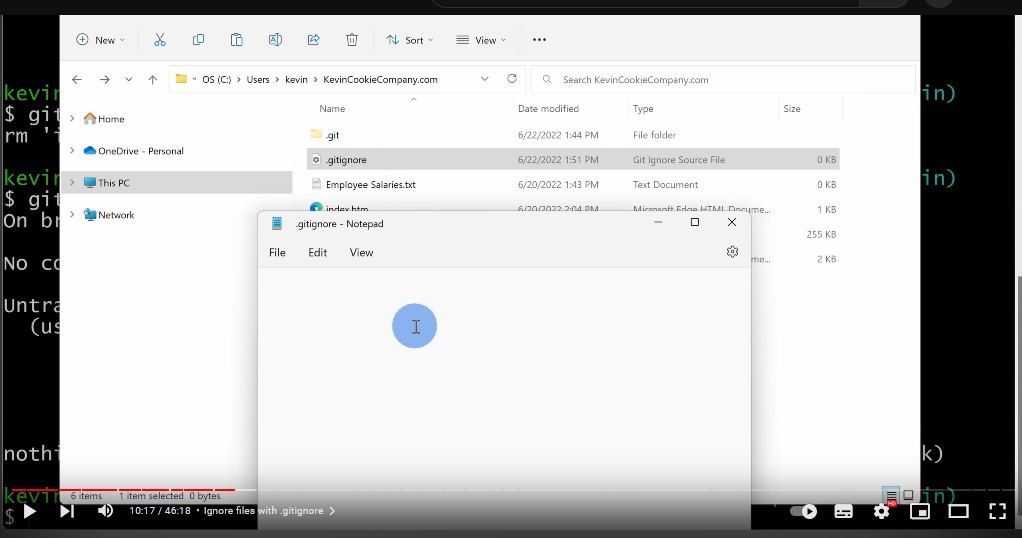 New
Sort
View
OS (C:) > Users > kevin > KevinCookieCompany.com
Search KevinCookieCompany.com
kevin
in)
$ git
rm 'i
Home
OneDrive - Personal
This PC
Network
Name Date modified Type Size
.git 6/22/2022 1:44 PM File folder
.gitignore 6/22/2022 1:51 PM Git Ignore Source File 0 KB
Employee Salaries.txt 6/20/2022 1:43 PM Text Document 0 KB
index.htm 6/20/2022 2:04 PM Microsoft Edge HTML Docume... 1 KB
255 KB
me... 2 KB
kevin
in)
$ git
On br
No co
Untra
(us
.gitignore - Notepad
File Edit View
nothi
k)
kevin
in)
$
6 items 1 item selected 0 bytes
10:17 / 46:18 • Ignore files with .gitignore >
HD